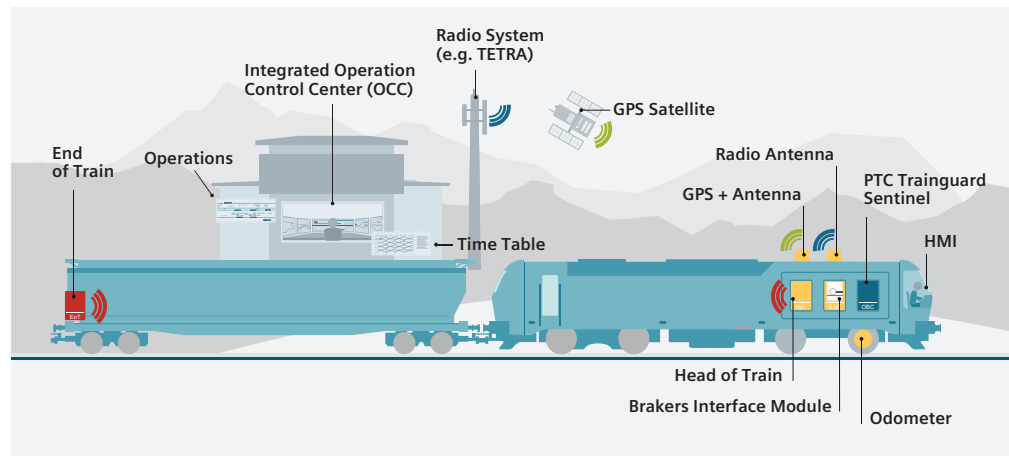 Radio System
(e.g. TETRA)
Integrated Operation
Control Center (OCC)
GPS Satellite
End
of Train
Operations
Radio Antenna
GPS + Antenna
PTC Trainguard
Sentinel
Time Table
HMI
EoT
OBC
Head of Train
Brakers Interface Module
Odometer